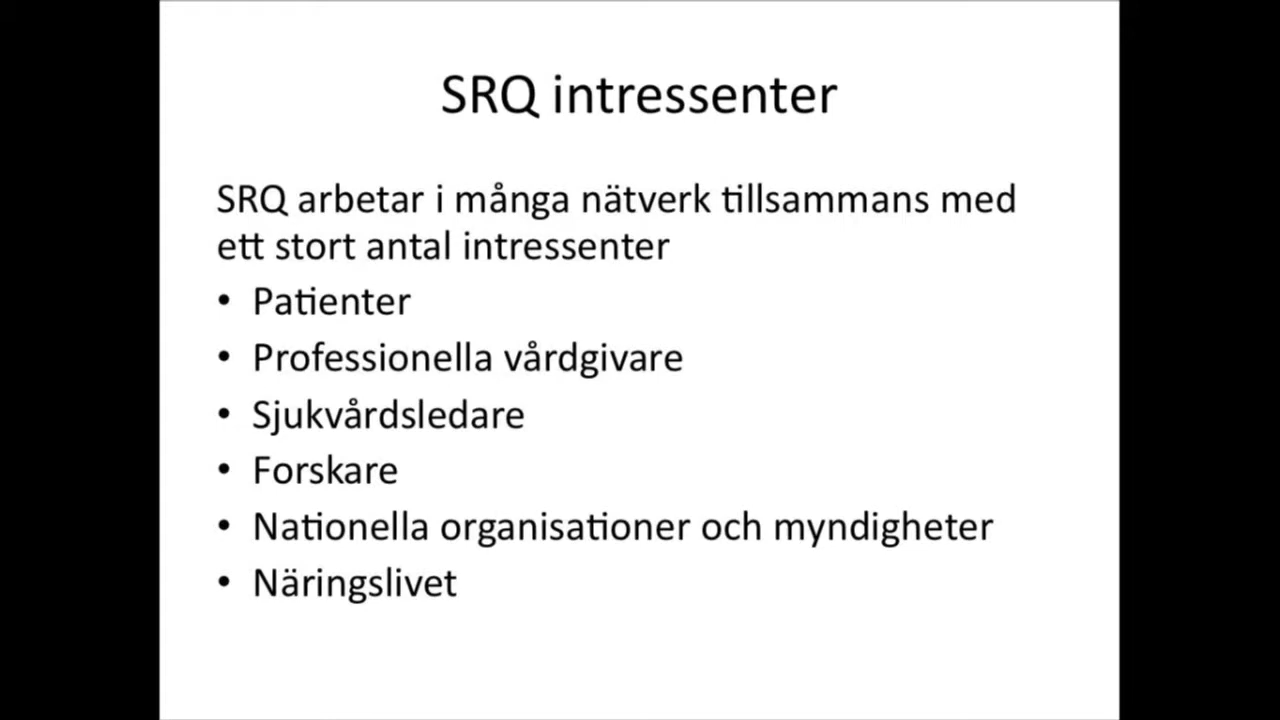 SRQ intressenter
SRQ arbetar i många nätverk tillsammans med
ett stort antal intressenter
• Patienter
• Professionella vårdgivare
• Sjukvårdsledare
• Forskare
• Nationella organisationer och myndigheter
• Näringslivet